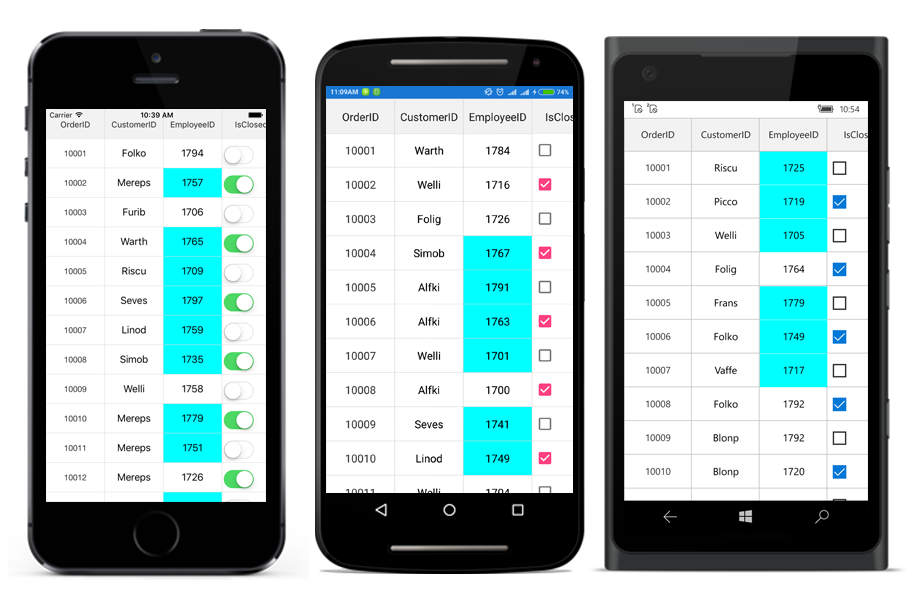 Carrier 10:39 AM
OrderID CustomerID EmployeeID IsClosed
10001 Folko 1794
10002 Mereps 1757
10003 Furib 1706
10004 Warth 1765
10005 Riscu 1709
10006 Seves 1797
10007 Linod 1759
10008 Simob 1735
10009 Welli 1758
10010 Mereps 1779
10011 Mereps 1751
10012 Mereps 1726
11:09AM 74%
OrderID CustomerID EmployeeID IsClos
10001 Warth 1784
10002 Welli 1716
10003 Folig 1726
10004 Simob 1767
10005 Alfki 1791
10006 Alfki 1763
10007 Welli 1701
10008 Alfki 1700
10009 Seves 1741
10010 Linod 1749
10011 Welli 1704
1 2 10:54
OrderID CustomerID EmployeeID IsClos
10001 Riscu 1725
10002 Picco 1719
10003 Welli 1705
10004 Folig 1764
10005 Frans 1779
10006 Folko 1749
10007 Vaffe 1717
10008 Folko 1792
10009 Blonp 1792
10010 Blonp 1720